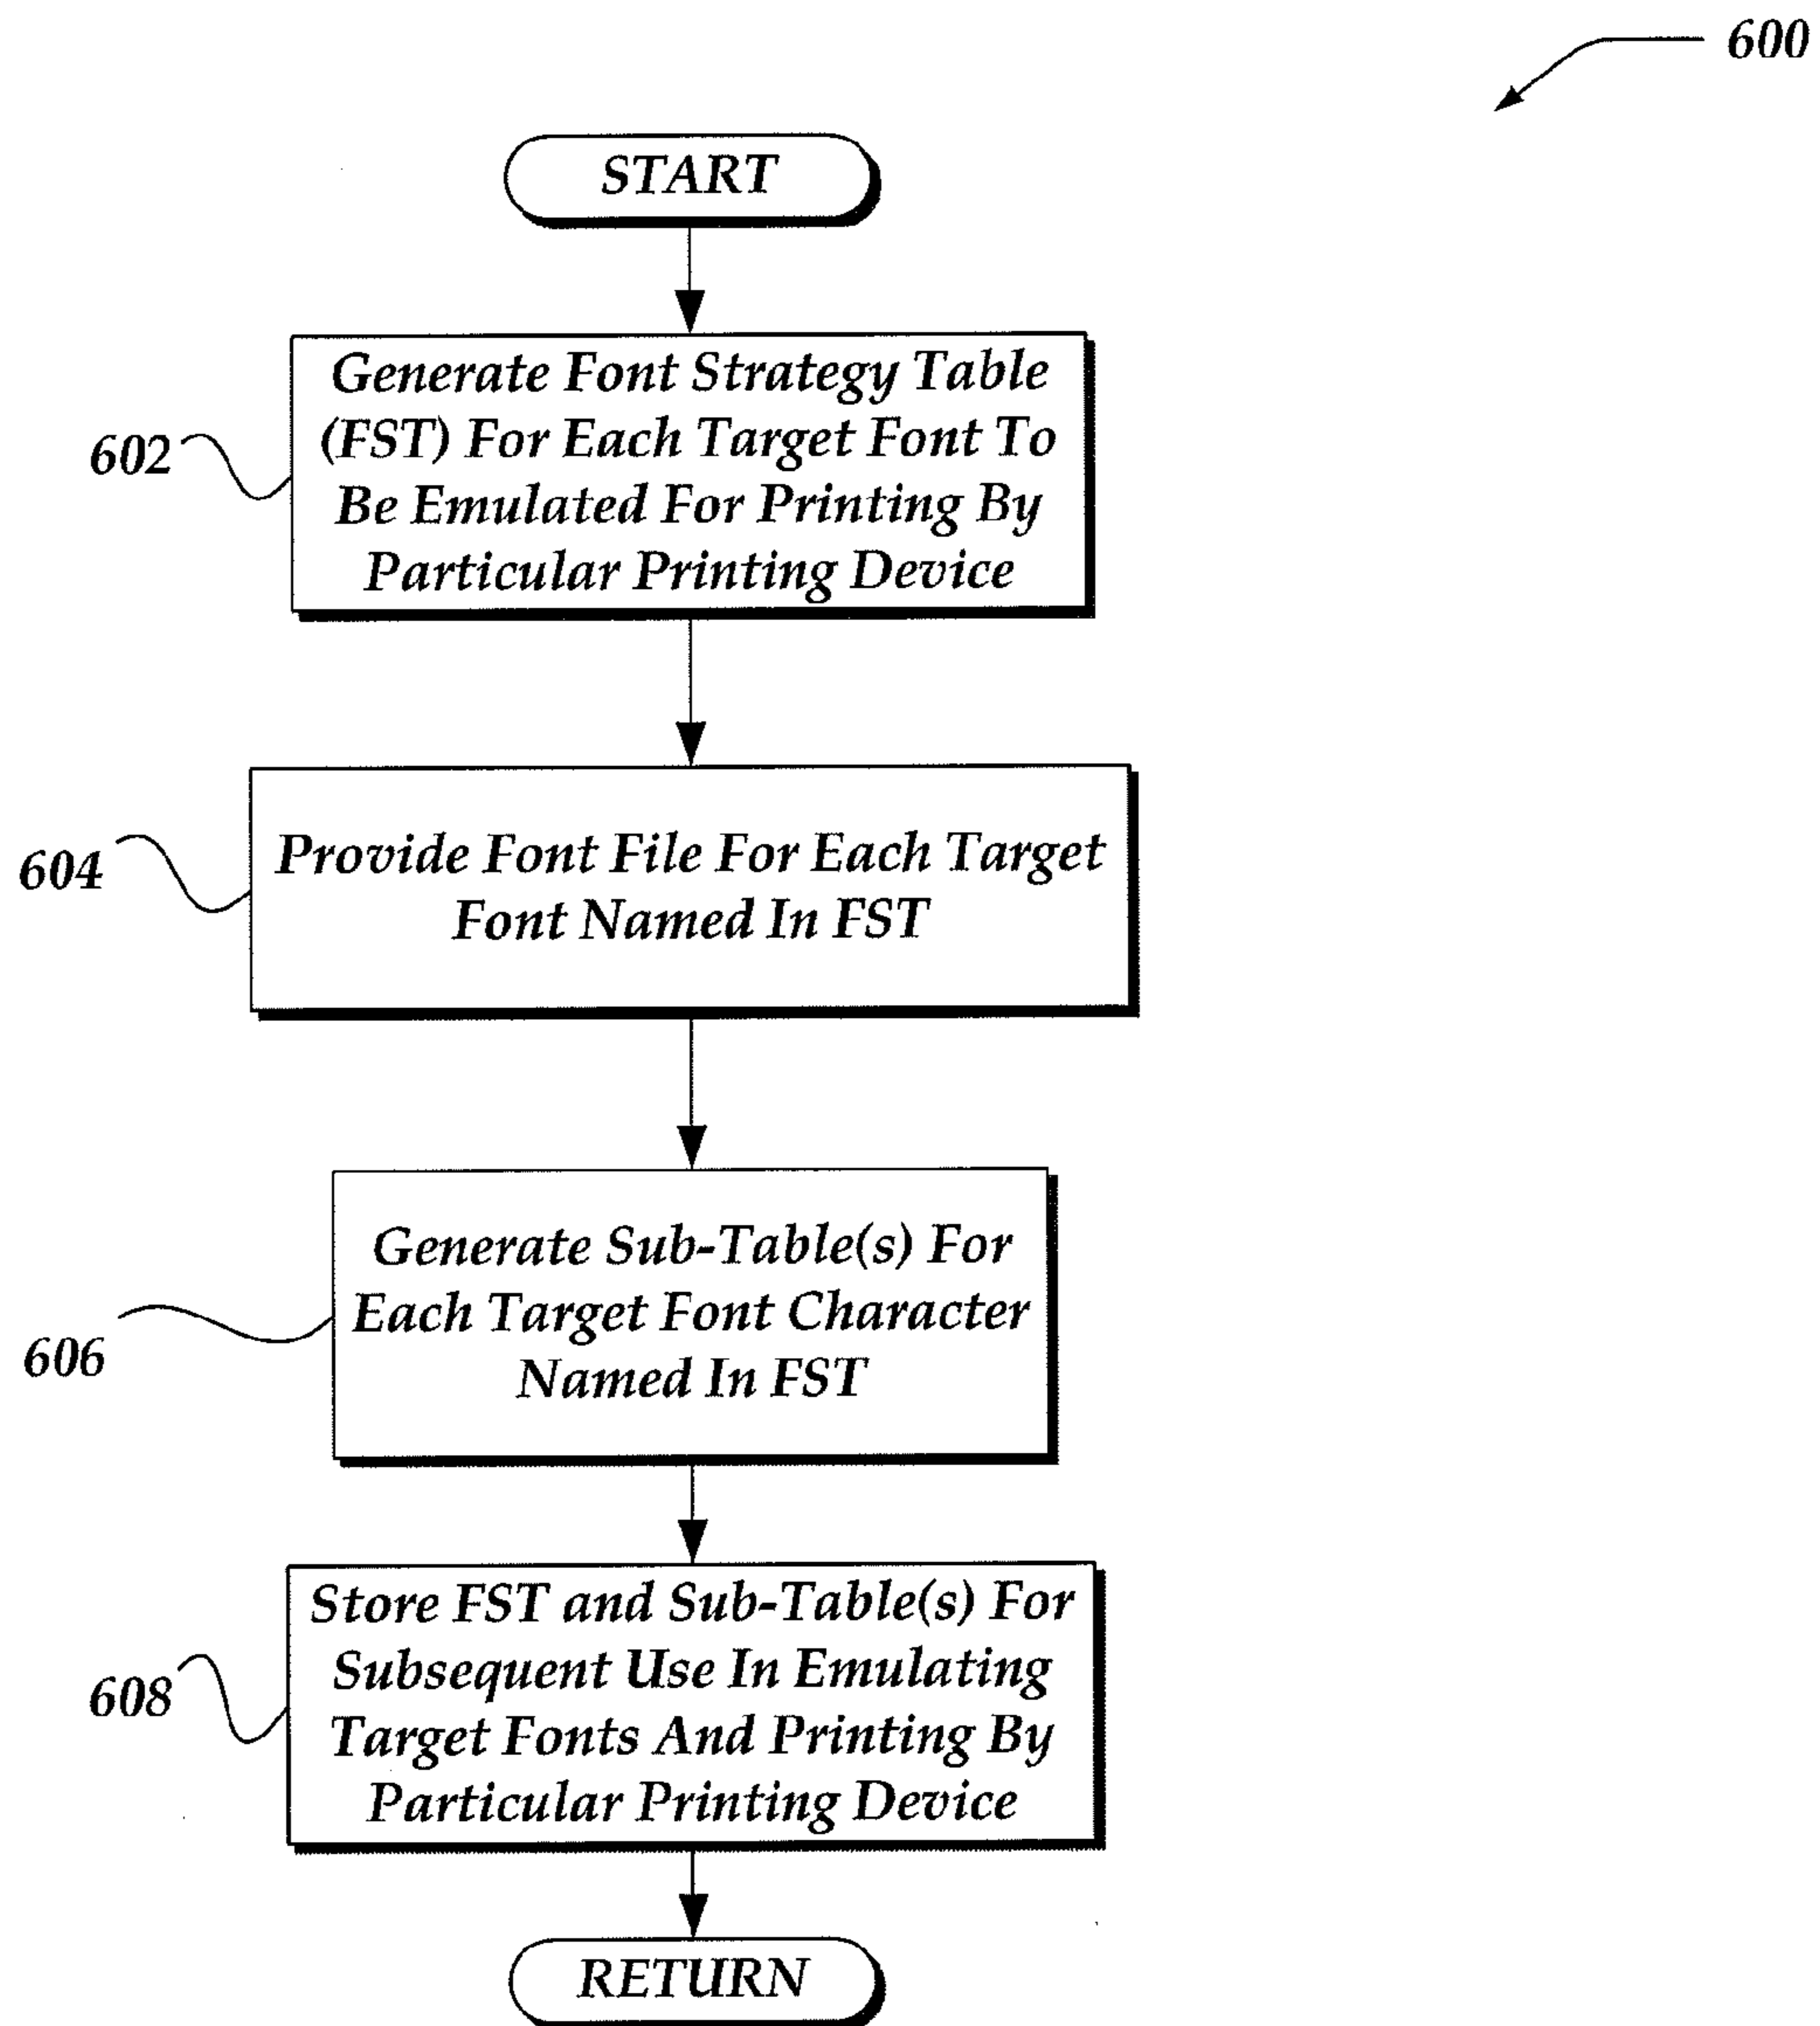 600
START
602
Generate Font Strategy Table
(FST) For Each Target Font To
Be Emulated For Printing By
Particular Printing Device
604
Provide Font File For Each Target
Font Named In FST
606
Generate Sub-Table(s) For
Each Target Font Character
Named In FST
608
Store FST and Sub-Table(s) For
Subsequent Use In Emulating
Target Fonts And Printing By
Particular Printing Device
RETURN